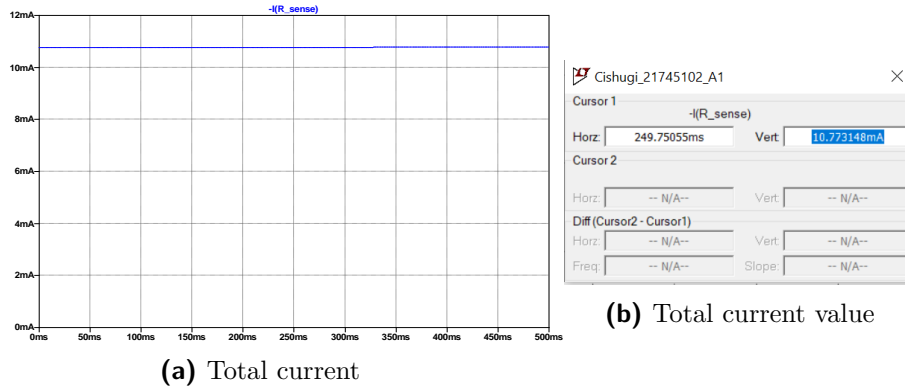 -I(R_sense)
12mA
10mA
8mA
6mA
4mA
2mA
0mA
0ms 50ms 100ms 150ms 200ms 250ms 300ms 350ms 400ms 450ms 500ms
(a) Total current
Cishugi_21745102_A1
Cursor 1
-I(R_sense)
Horz: 249.75055ms Vert: 10.773148mA
Cursor 2
Horz: -- N/A-- Vert: -- N/A--
Diff (Cursor2 - Cursor1)
Horz: -- N/A-- Vert: -- N/A--
Freq: -- N/A-- Slope: -- N/A--
(b) Total current value